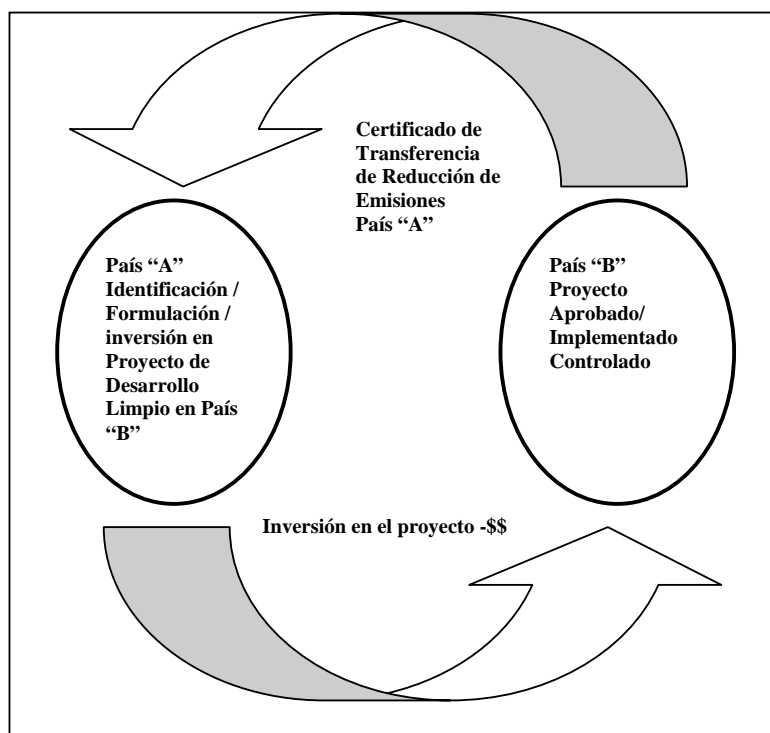 Certificado de
Transferencia
de Reducción de
Emisiones
País “A”
País “A”
Identificación /
Formulación /
inversión en
Proyecto de
Desarrollo
Limpio en País
“B”
País “B”
Proyecto
Aprobado/
Implementado
Controlado
Inversión en el proyecto -$$